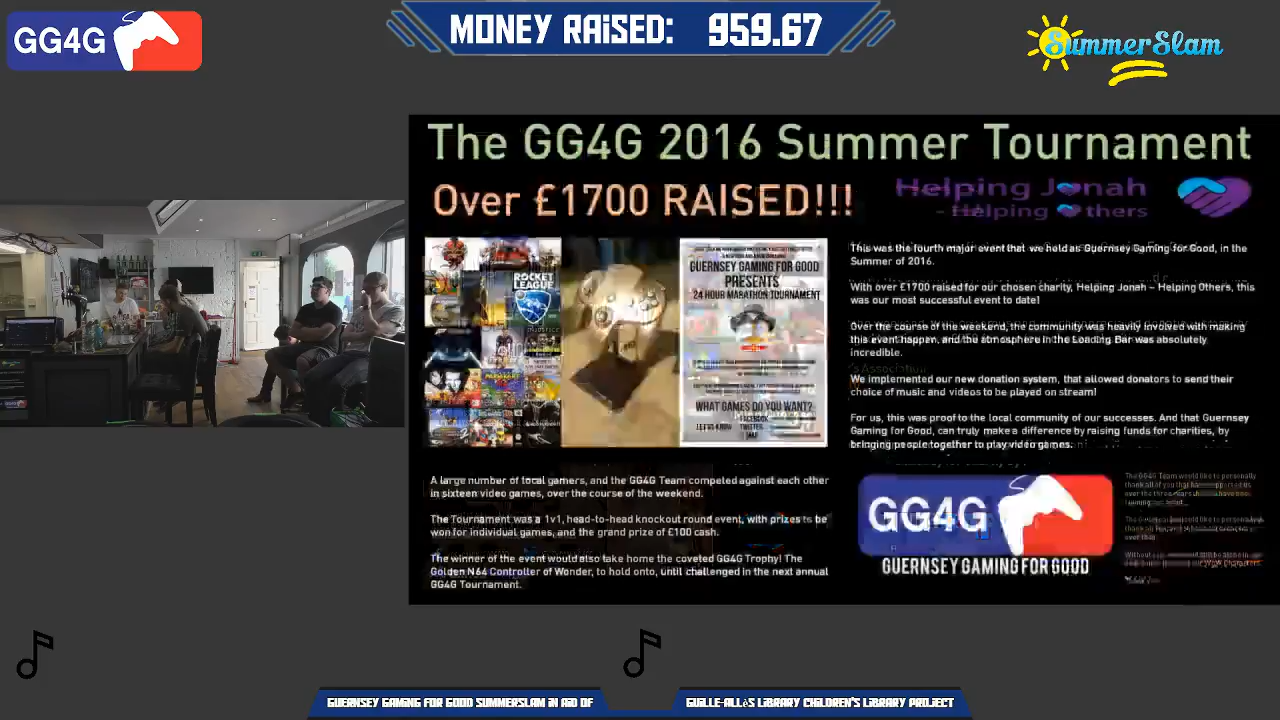 GG4G
MONEY RAISED: 959.67
SummerSlam
The GG4G 2016 Summer Tournament
Over £1700 RAISED!!!
Helping Jonah
- Helping Others
ROCKET
LEAGUE
GUERNSEY GAMING FOR GOOD
PRESENTS
24 HOUR MARATHON TOURNAMENT
WHAT GAMES DO YOU WANT?
FACEBOOK
TWITTER
This was the fourth major event that we held as Guernsey Gaming for Good, in the
Summer of 2016.
With over £1700 raised for our chosen charity, Helping Jonah – Helping Others, this
was our most successful event to date!
Over the course of the weekend, the community was heavily involved with making
this event happen, and the atmosphere in the Loading Bar was absolutely
incredible.
We implemented our new donation system, that allowed donators to send their
choice of music and videos to be played on stream!
For us, this was proof to the local community of our successes. And that Guernsey
Gaming for Good, can truly make a difference by raising funds for charities, by
bringing people together to play video games.
A large number of local gamers, and the GG4G Team competed against each other
in sixteen video games, over the course of the weekend.
The Tournament was a 1v1, head-to-head knockout round event, with prizes to be
won for individual games, and the grand prize of £100 cash.
The winner of the event would also take home the coveted GG4G Trophy! The
Golden N64 Controller of Wonder, to hold onto, until challenged in the next annual
GG4G Tournament.
GG4G
GUERNSEY GAMING FOR GOOD
The GG4G Team would like to personally
GUERNSEY GAMING FOR GOOD SUMMERSLAM IN AID OF
GUILLE-ALLèS LIBRARY CHILDREN'S LIBRARY PROJECT